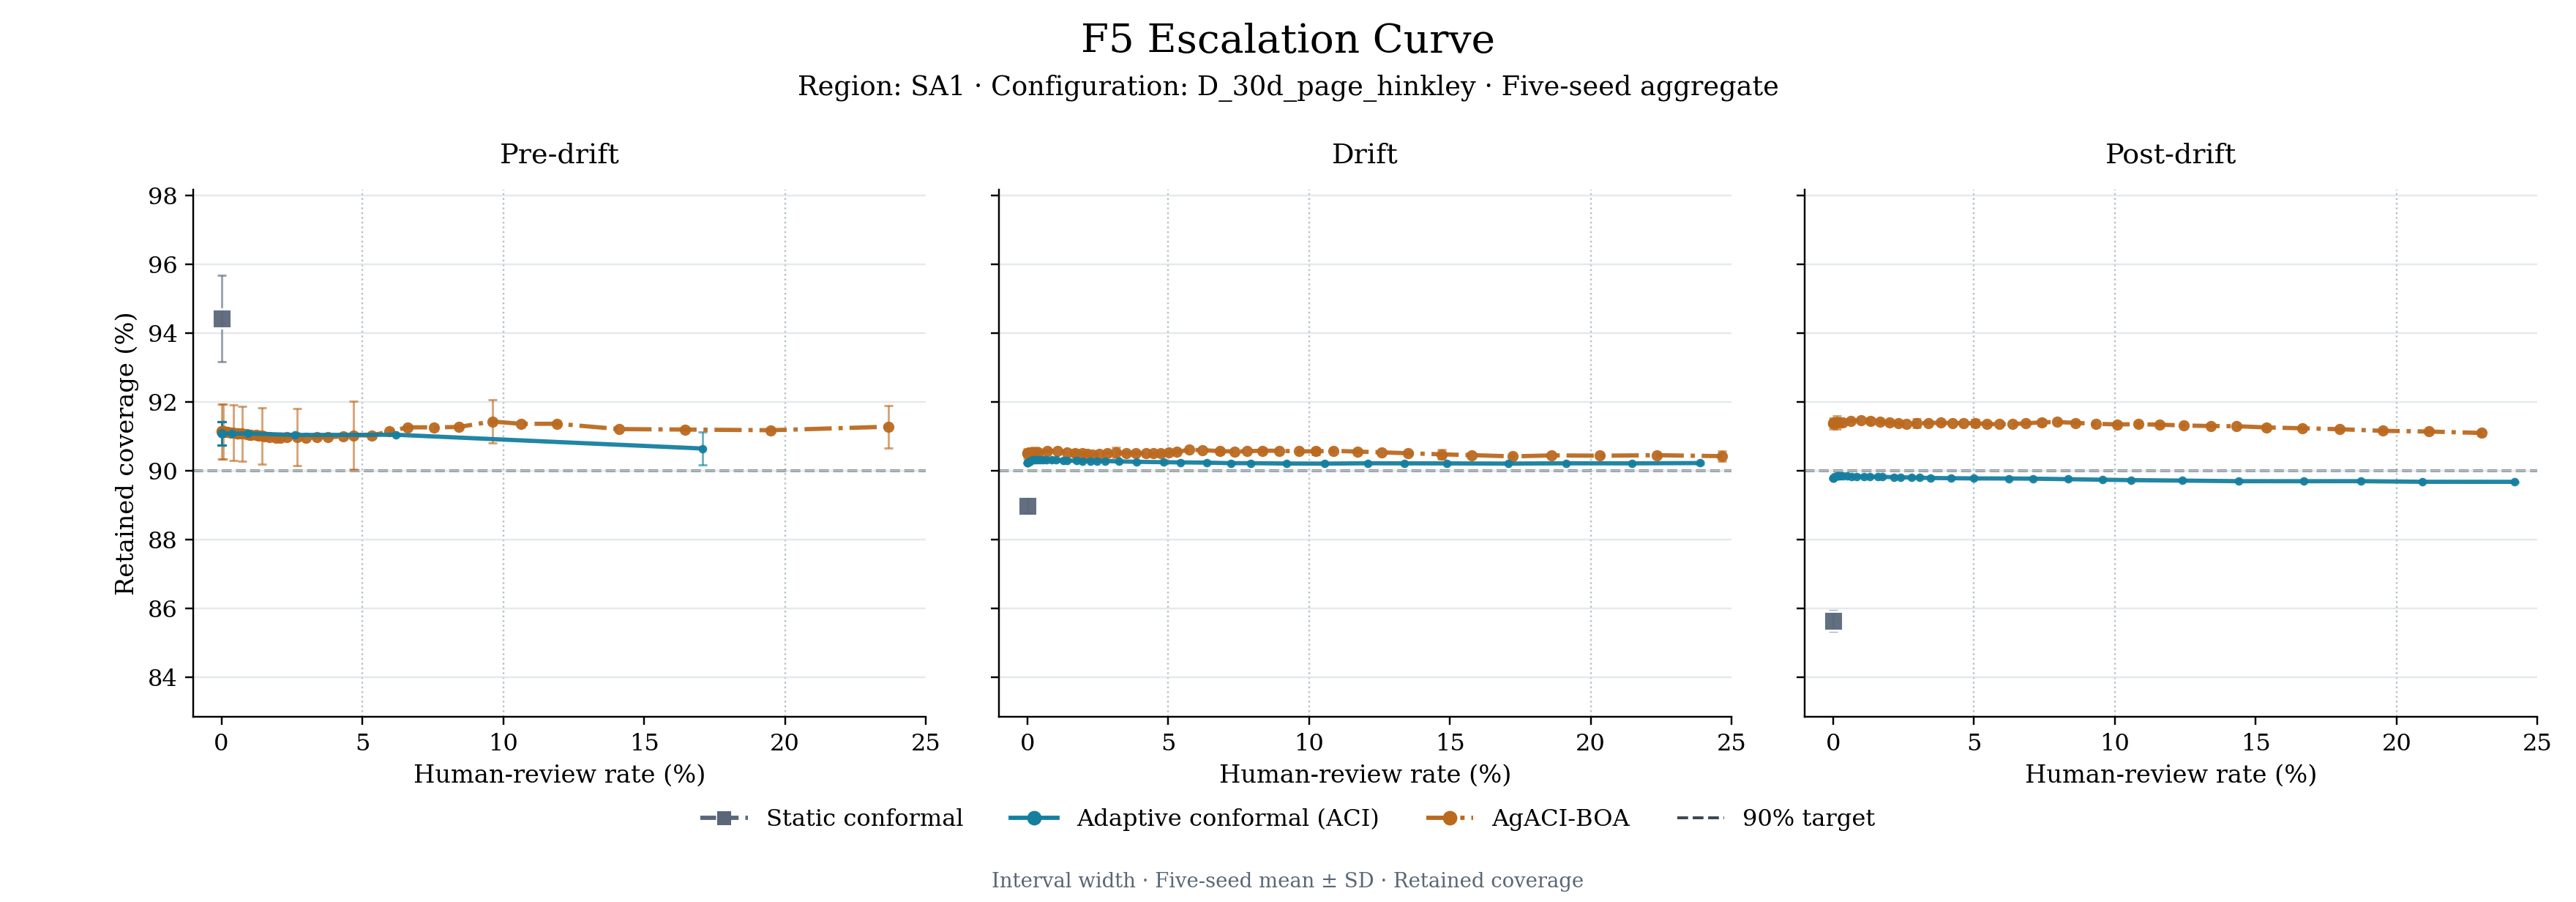 F5 Escalation Curve
Region: SA1 · Configuration: D_30d_page_hinkley · Five-seed aggregate
Pre-drift
Drift
Post-drift
Retained coverage (%)
98
96
94
92
90
88
86
84
0 5 10 15 20 25
0 5 10 15 20 25
0 5 10 15 20 25
Human-review rate (%)
Human-review rate (%)
Human-review rate (%)
Static conformal
Adaptive conformal (ACI)
AgACI-BOA
90% target
Interval width · Five-seed mean ± SD · Retained coverage